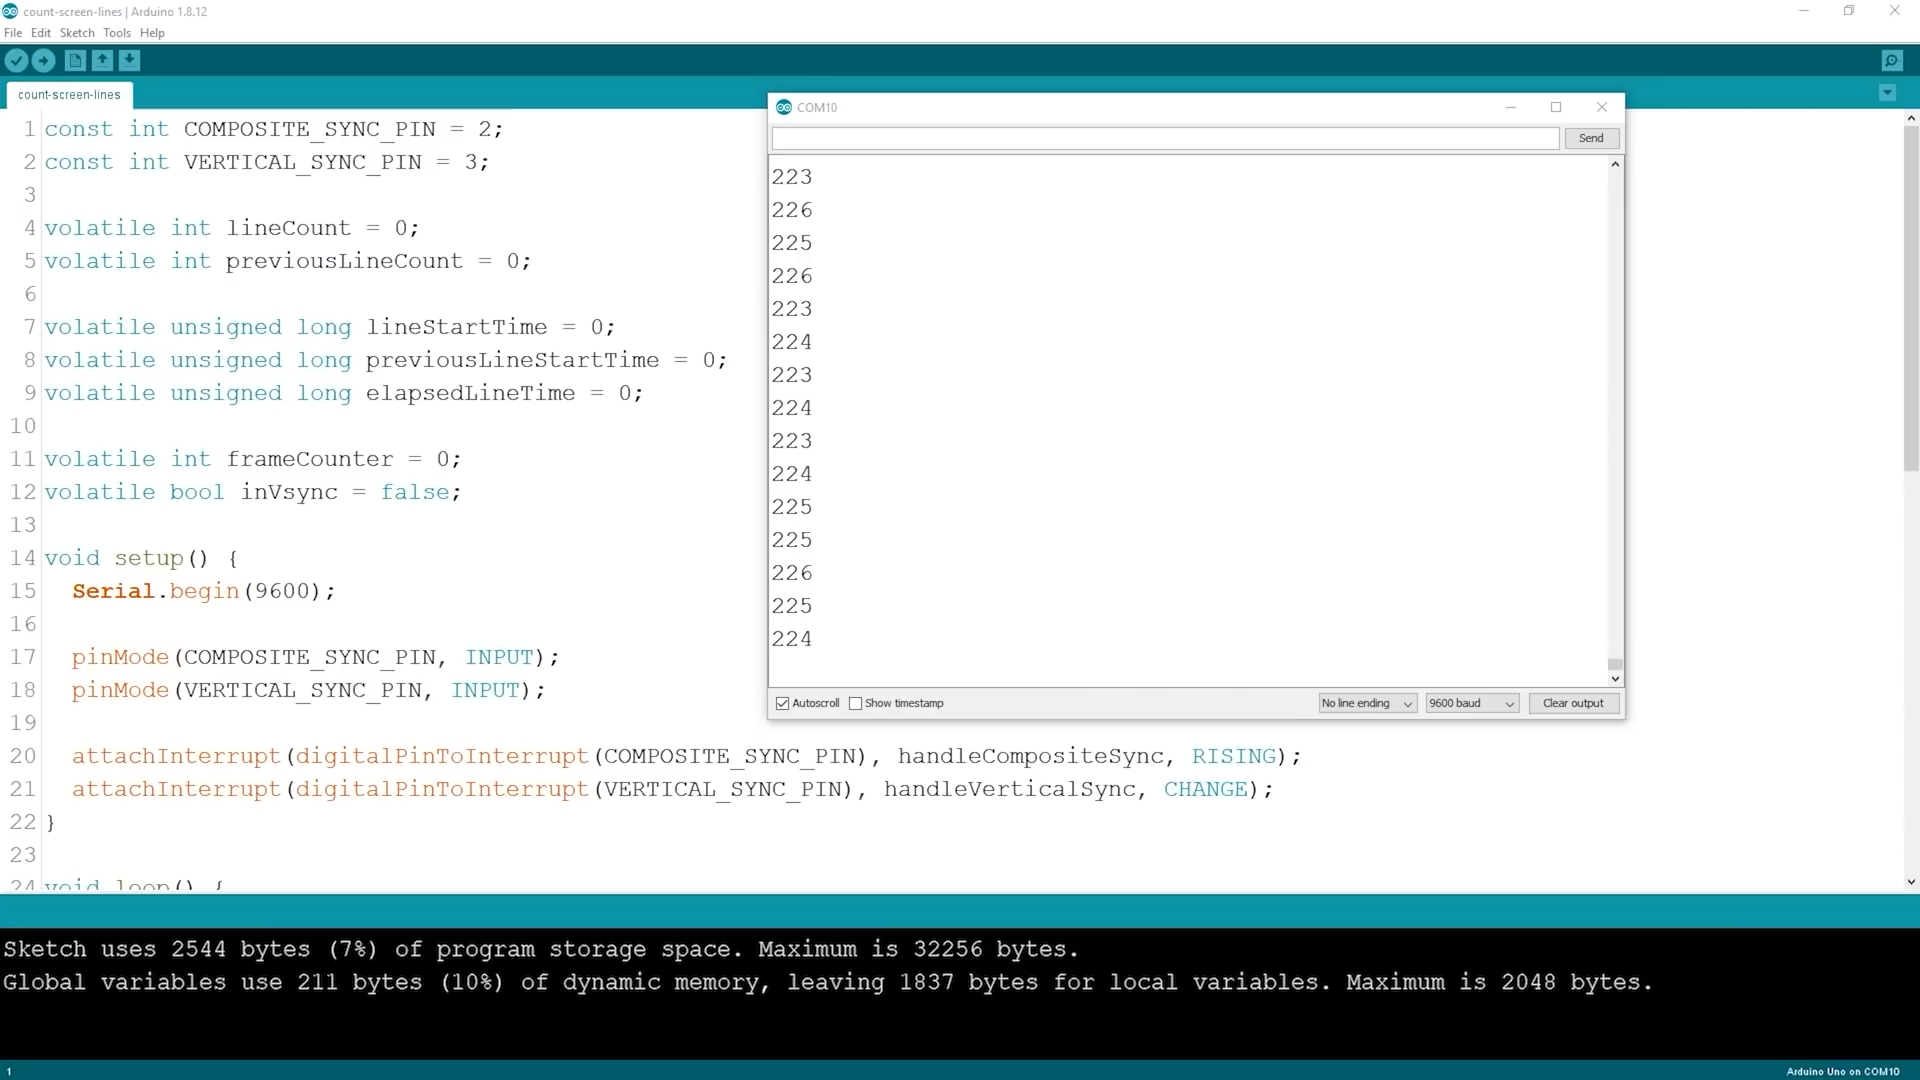 count-screen-lines | Arduino 1.8.12
File Edit Sketch Tools Help
count-screen-lines
1 const int COMPOSITE_SYNC_PIN = 2;
2 const int VERTICAL_SYNC_PIN = 3;
3
4 volatile int lineCount = 0;
5 volatile int previousLineCount = 0;
6
7 volatile unsigned long lineStartTime = 0;
8 volatile unsigned long previousLineStartTime = 0;
9 volatile unsigned long elapsedLineTime = 0;
10
11 volatile int frameCounter = 0;
12 volatile bool inVsync = false;
13
14 void setup() {
15 Serial.begin(9600);
16
17 pinMode(COMPOSITE_SYNC_PIN, INPUT);
18 pinMode(VERTICAL_SYNC_PIN, INPUT);
19
20 attachInterrupt(digitalPinToInterrupt(COMPOSITE_SYNC_PIN), handleCompositeSync, RISING);
21 attachInterrupt(digitalPinToInterrupt(VERTICAL_SYNC_PIN), handleVerticalSync, CHANGE);
22 }
23
24 void loop() {
COM10
Send
223
226
225
226
223
224
223
224
223
224
225
225
226
225
224
Autoscroll Show timestamp No line ending 9600 baud Clear output
Sketch uses 2544 bytes (7%) of program storage space. Maximum is 32256 bytes.
Global variables use 211 bytes (10%) of dynamic memory, leaving 1837 bytes for local variables. Maximum is 2048 bytes.
1 Arduino Uno on COM10